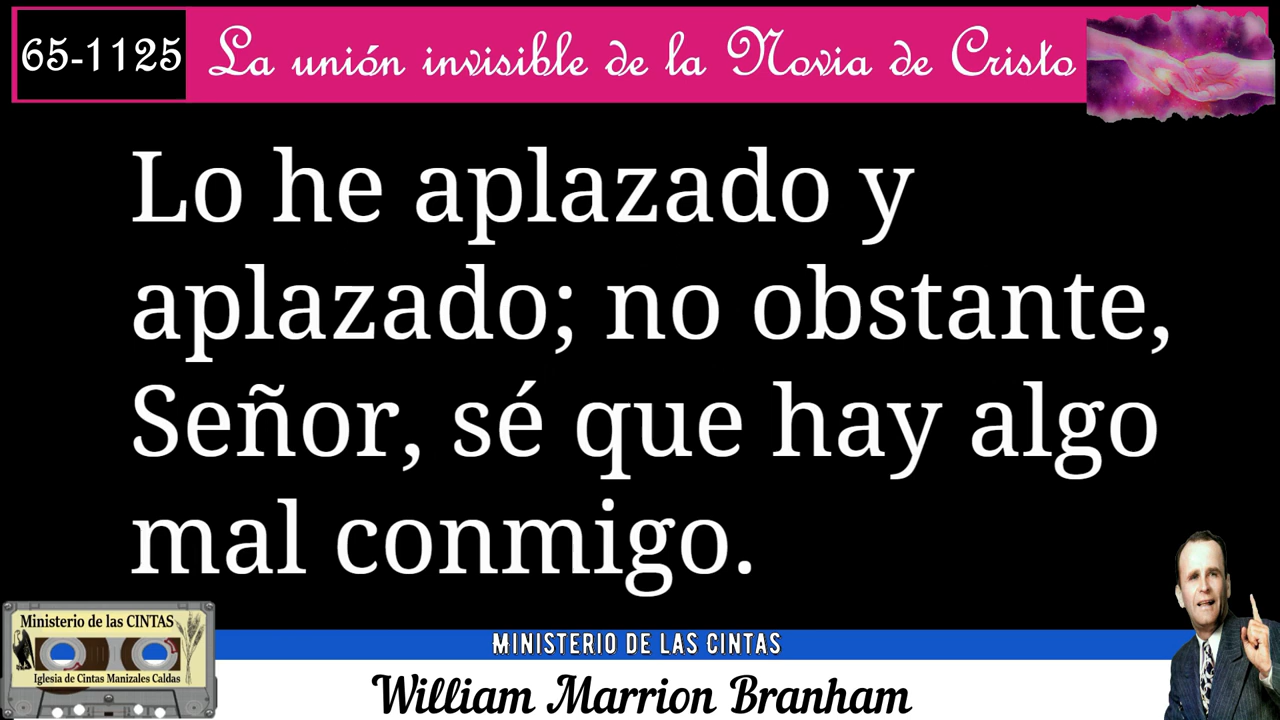 65-1125 La unión invisible de la Novia de Cristo
Lo he aplazado y
aplazado; no obstante,
Señor, sé que hay algo
mal conmigo.
Ministerio de las CINTAS
Iglesia de Cintas Manizales Caldas
MINISTERIO DE LAS CINTAS
William Marrion Branham